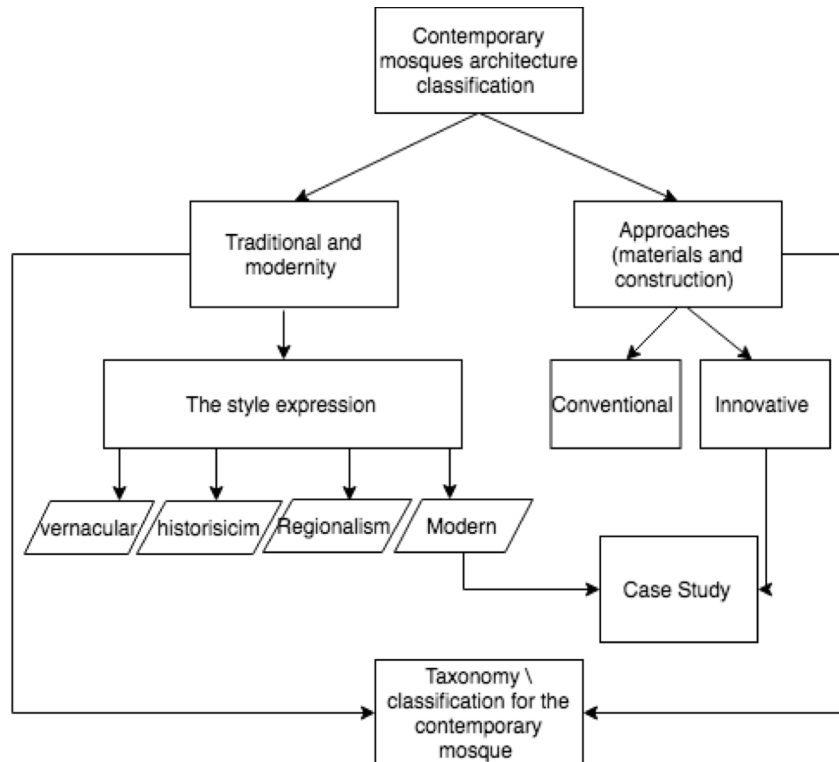 Contemporary
mosques architecture
classification
Traditional and
modernity
Approaches
(materials and
construction)
The style expression
Conventional
Innovative
vernacular
historisicim
Regionalism
Modern
Case Study
Taxonomy \
classification for the
contemporary
mosque